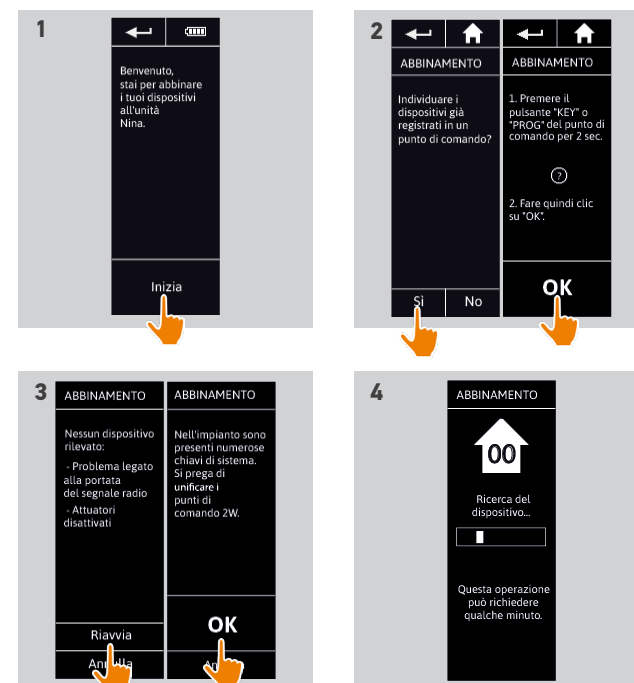 1
Benvenuto,
stai per abbinare
i tuoi dispositivi
all'unità
Nina.
Inizia
2
ABBINAMENTO
Individuare i
dispositivi già
registrati in un
punto di comando?
Sì
No
ABBINAMENTO
1. Premere il
pulsante "KEY" o
"PROG" del punto di
comando per 2 sec.
?
2. Fare quindi clic
su "OK".
OK
3
ABBINAMENTO
Nessun dispositivo
rilevato:
- Problema legato
alla portata
del segnale radio
- Attuatori
disattivati
Riavvia
Annulla
ABBINAMENTO
Nell'impianto sono
presenti numerose
chiavi di sistema.
Si prega di
unificare i
punti di
comando 2W.
OK
4
ABBINAMENTO
00
Ricerca del
dispositivo...
Questa operazione
può richiedere
qualche minuto.